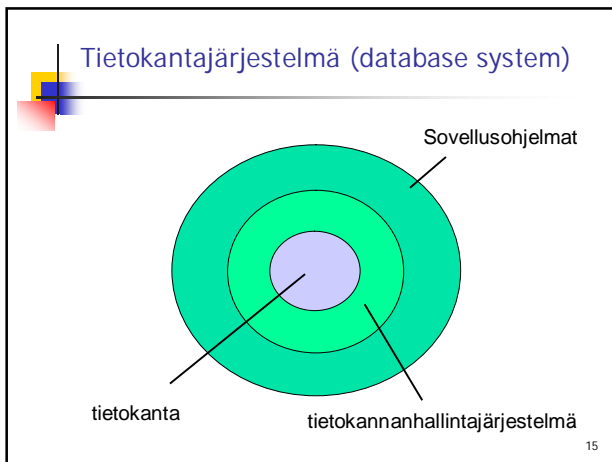 Tietokantajärjestelmä (database system)
Sovellusohjelmat
tietokanta
tietokannanhallintajärjestelmä
15